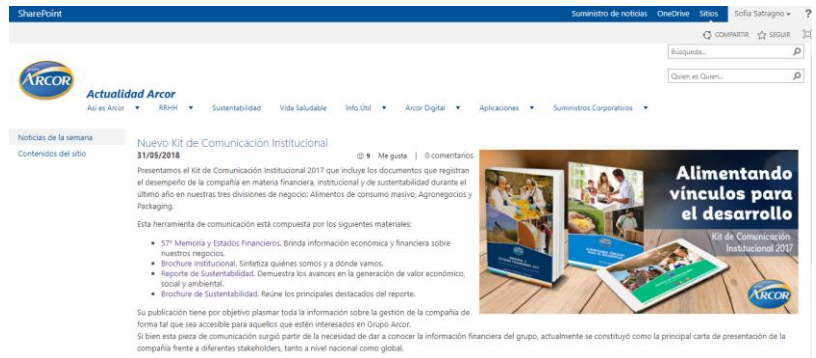 SharePoint
Suministro de noticias OneDrive Sitios Sofia Satragno ?
COMPARTIR SEGUIR
Búsqueda...
Quien es Quien...
ARCOR
Actualidad Arcor
Así es Arcor RRHH Sustentabilidad Vida Saludable Info Útil Arcor Digital Aplicaciones Suministros Corporativos
Noticias de la semana
Contenidos del sitio
Nuevo Kit de Comunicación Institucional
31/05/2018 9 Me gusta | 0 comentarios
Presentamos el Kit de Comunicación Institucional 2017 que incluye los documentos que registran
el desempeño de la compañía en materia financiera, institucional y de sustentabilidad durante el
último año en nuestras tres divisiones de negocio: Alimentos de consumo masivo, Agronegocios y
Packaging.
Esta herramienta de comunicación está compuesta por los siguientes materiales:
57º Memoria y Estados Financieros. Brinda información económica y financiera sobre
nuestros negocios.
Brochure Institucional. Sintetiza quiénes somos y a dónde vamos.
Reporte de Sustentabilidad. Demuestra los avances en la generación de valor económico,
social y ambiental.
Brochure de Sustentabilidad. Reúne los principales destacados del reporte.
Su publicación tiene por objetivo plasmar toda la información sobre la gestión de la compañía de
forma tal que sea accesible para aquellos que estén interesados en Grupo Arcor.
Si bien esta pieza de comunicación surgió partir de la necesidad de dar a conocer la información financiera del grupo, actualmente se constituyó como la principal carta de presentación de la
compañía frente a diferentes stakeholders, tanto a nivel nacional como global.
Alimentando
vínculos para
el desarrollo
Kit de Comunicación
Institucional 2017
ARCOR